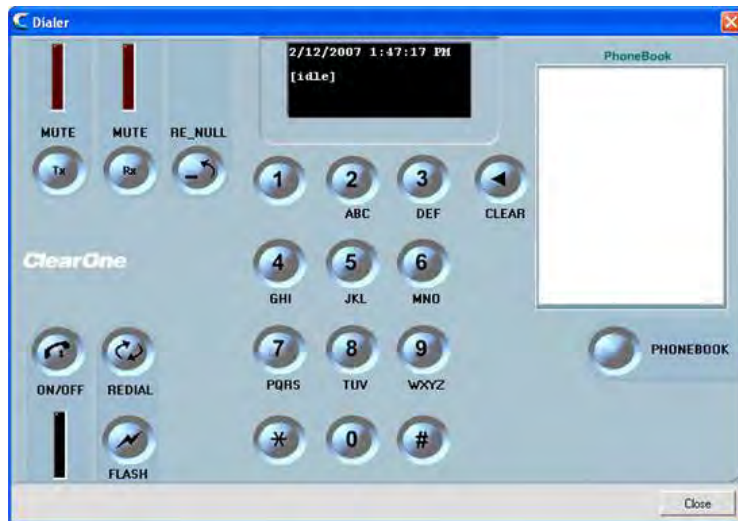 Dialer
2/12/2007 1:47:17 PM
[idle]
PhoneBook
MUTE MUTE RE_NULL
Tx Rx
1 2 3
ABC DEF CLEAR
ClearOne
4 5 6
GHI JKL MNO
7 8 9
PHONEBOOK
ON/OFF REDIAL PQRS TUV WXYZ
* 0 #
FLASH
Close